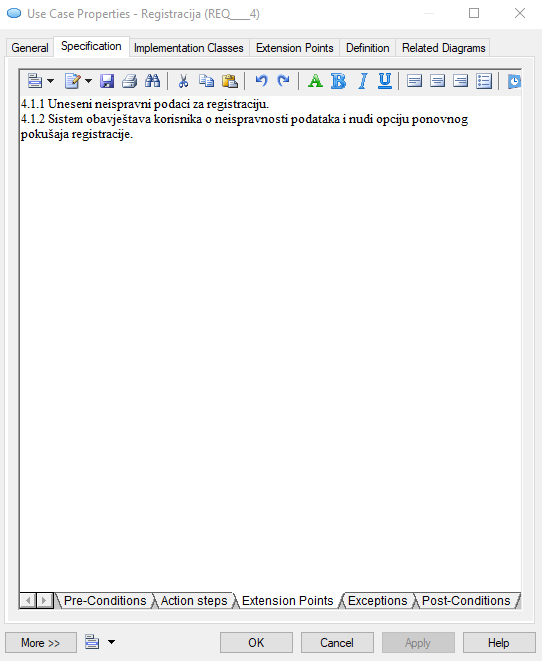 Use Case Properties - Registracija (REQ___4)
General Specification Implementation Classes Extension Points Definition Related Diagrams
A B I U
4.1.1 Uneseni neispravni podaci za registraciju.
4.1.2 Sistem obavještava korisnika o neispravnosti podataka i nudi opciju ponovnog
pokušaja registracije.
Pre-Conditions Action steps Extension Points Exceptions Post-Conditions
More >> OK Cancel Apply Help